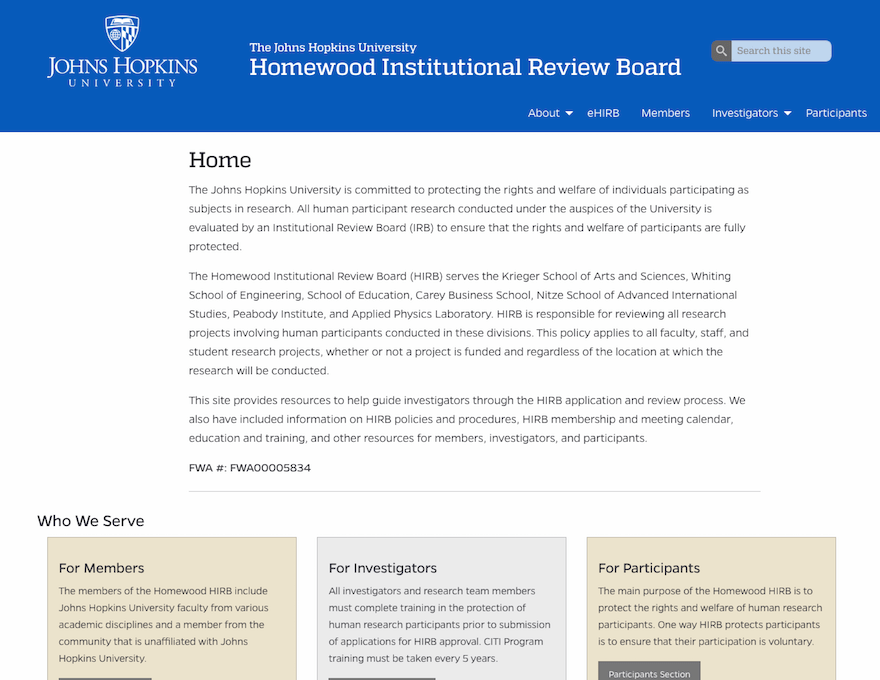 JOHNS HOPKINS
UNIVERSITY
The Johns Hopkins University
Homewood Institutional Review Board
Search this site
About eHIRB Members Investigators Participants
Home
The Johns Hopkins University is committed to protecting the rights and welfare of individuals participating as
subjects in research. All human participant research conducted under the auspices of the University is
evaluated by an Institutional Review Board (IRB) to ensure that the rights and welfare of participants are fully
protected.
The Homewood Institutional Review Board (HIRB) serves the Krieger School of Arts and Sciences, Whiting
School of Engineering, School of Education, Carey Business School, Nitze School of Advanced International
Studies, Peabody Institute, and Applied Physics Laboratory. HIRB is responsible for reviewing all research
projects involving human participants conducted in these divisions. This policy applies to all faculty, staff, and
student research projects, whether or not a project is funded and regardless of the location at which the
research will be conducted.
This site provides resources to help guide investigators through the HIRB application and review process. We
also have included information on HIRB policies and procedures, HIRB membership and meeting calendar,
education and training, and other resources for members, investigators, and participants.
FWA #: FWA00005834
Who We Serve
For Members
The members of the Homewood HIRB include
Johns Hopkins University faculty from various
academic disciplines and a member from the
community that is unaffiliated with Johns
Hopkins University.
For Investigators
All investigators and research team members
must complete training in the protection of
human research participants prior to submission
of applications for HIRB approval. CITI Program
training must be taken every 5 years.
For Participants
The main purpose of the Homewood HIRB is to
protect the rights and welfare of human research
participants. One way HIRB protects participants
is to ensure that their participation is voluntary.
Participants Section